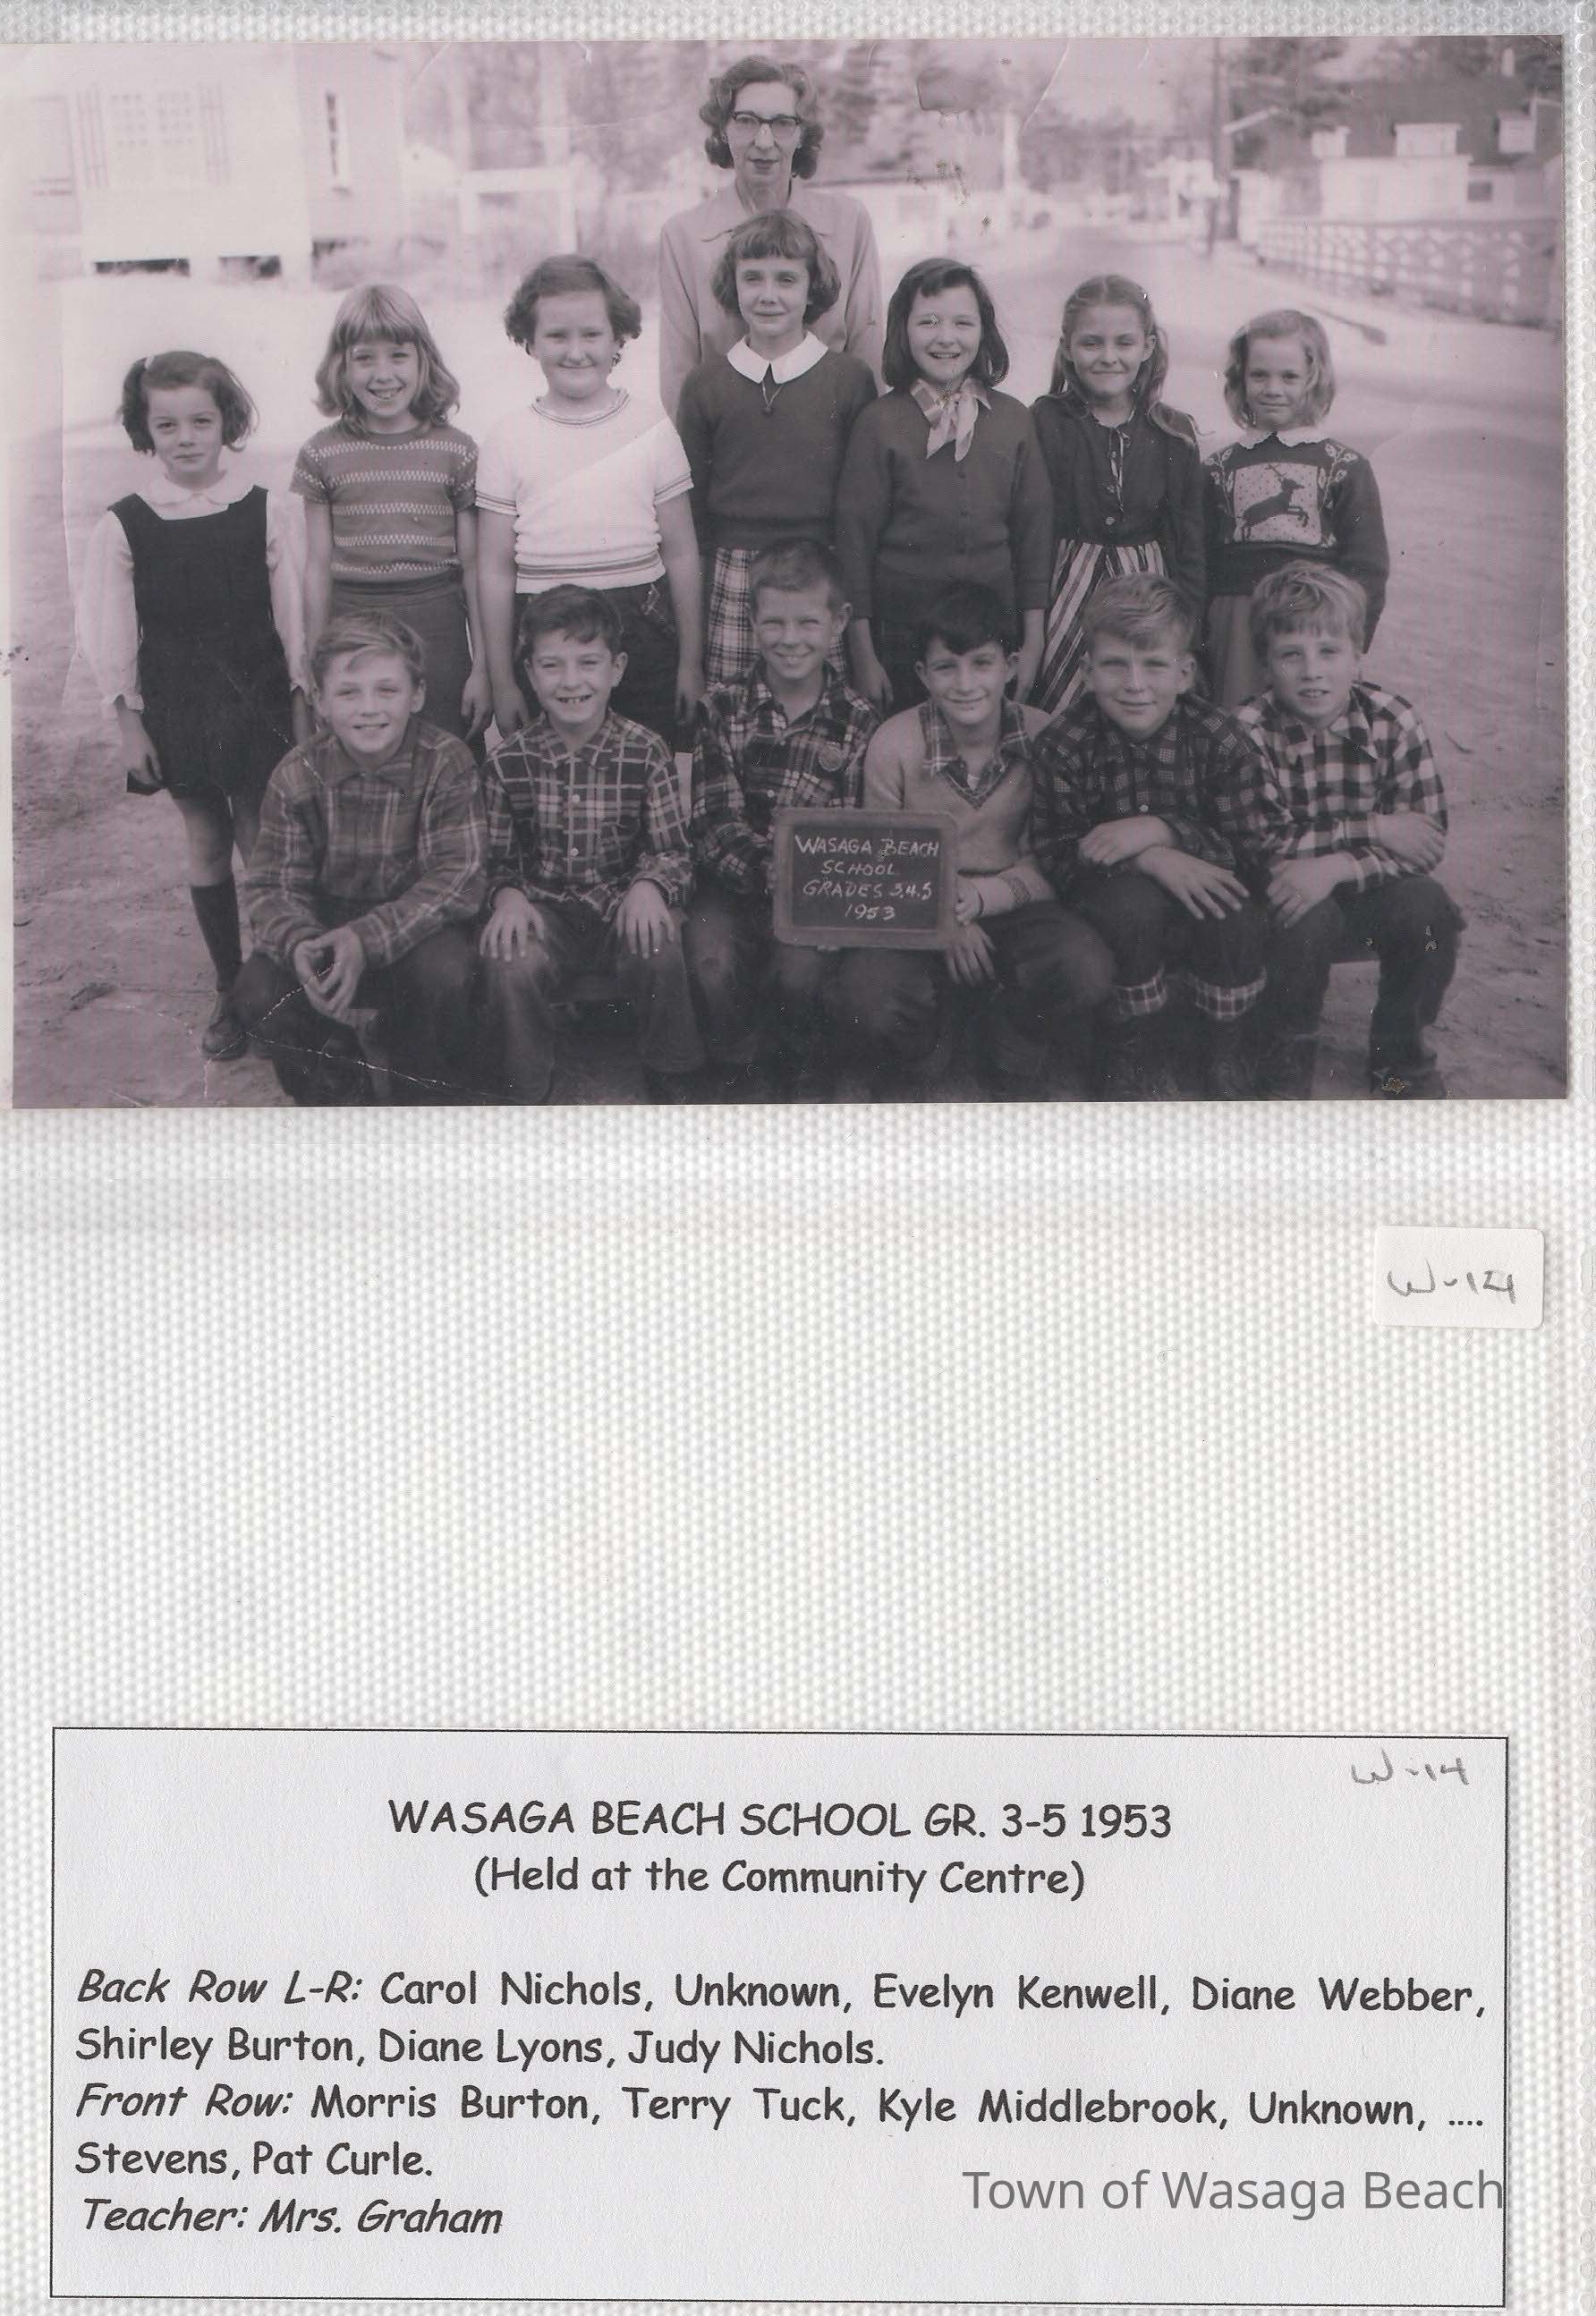 WASAGA BEACH
SCHOOL
GRADES 3.4.5
1953
W-14
W-14
WASAGA BEACH SCHOOL GR. 3-5 1953
(Held at the Community Centre)
Back Row L-R: Carol Nichols, Unknown, Evelyn Kenwell, Diane Webber,
Shirley Burton, Diane Lyons, Judy Nichols.
Front Row: Morris Burton, Terry Tuck, Kyle Middlebrook, Unknown, ....
Stevens, Pat Curle.
Teacher: Mrs. Graham
Town of Wasaga Beach